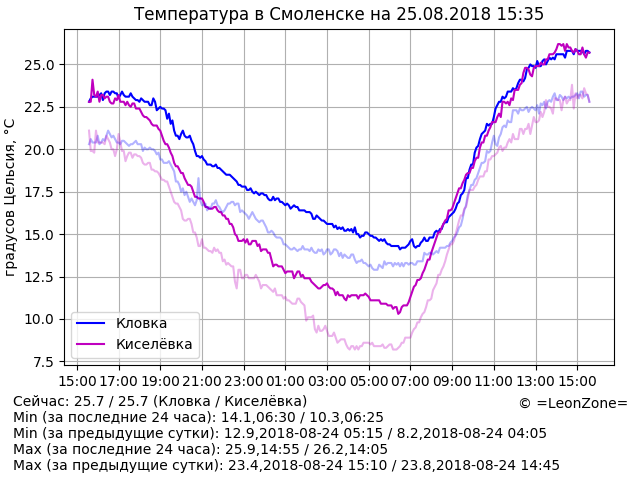 Температура в Смоленске на 25.08.2018 15:35
градусов Цельсия, °C
25.0
22.5
20.0
17.5
15.0
12.5
10.0
7.5
Кловка
Киселёвка
15:00 17:00 19:00 21:00 23:00 01:00 03:00 05:00 07:00 09:00 11:00 13:00 15:00
Сейчас: 25.7 / 25.7 (Кловка / Киселёвка)
© =LeonZone=
Min (за последние 24 часа): 14.1,06:30 / 10.3,06:25
Min (за предыдущие сутки): 12.9,2018-08-24 05:15 / 8.2,2018-08-24 04:05
Max (за последние 24 часа): 25.9,14:55 / 26.2,14:05
Max (за предыдущие сутки): 23.4,2018-08-24 15:10 / 23.8,2018-08-24 14:45